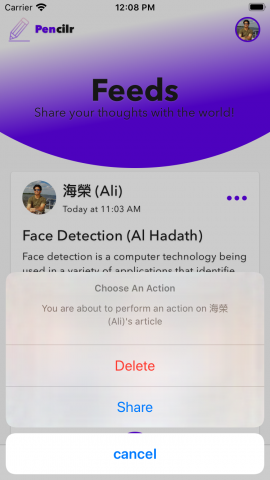 Carrier 12:08 PM
Pencilr
Feeds
Share your thoughts with the world!
海榮 (Ali)
Today at 11:03 AM
Face Detection (Al Hadath)
Face detection is a computer technology being
used in a variety of applications that identifie
Choose An Action
You are about to perform an action on 海榮
(Ali)'s article
Delete
Share
cancel